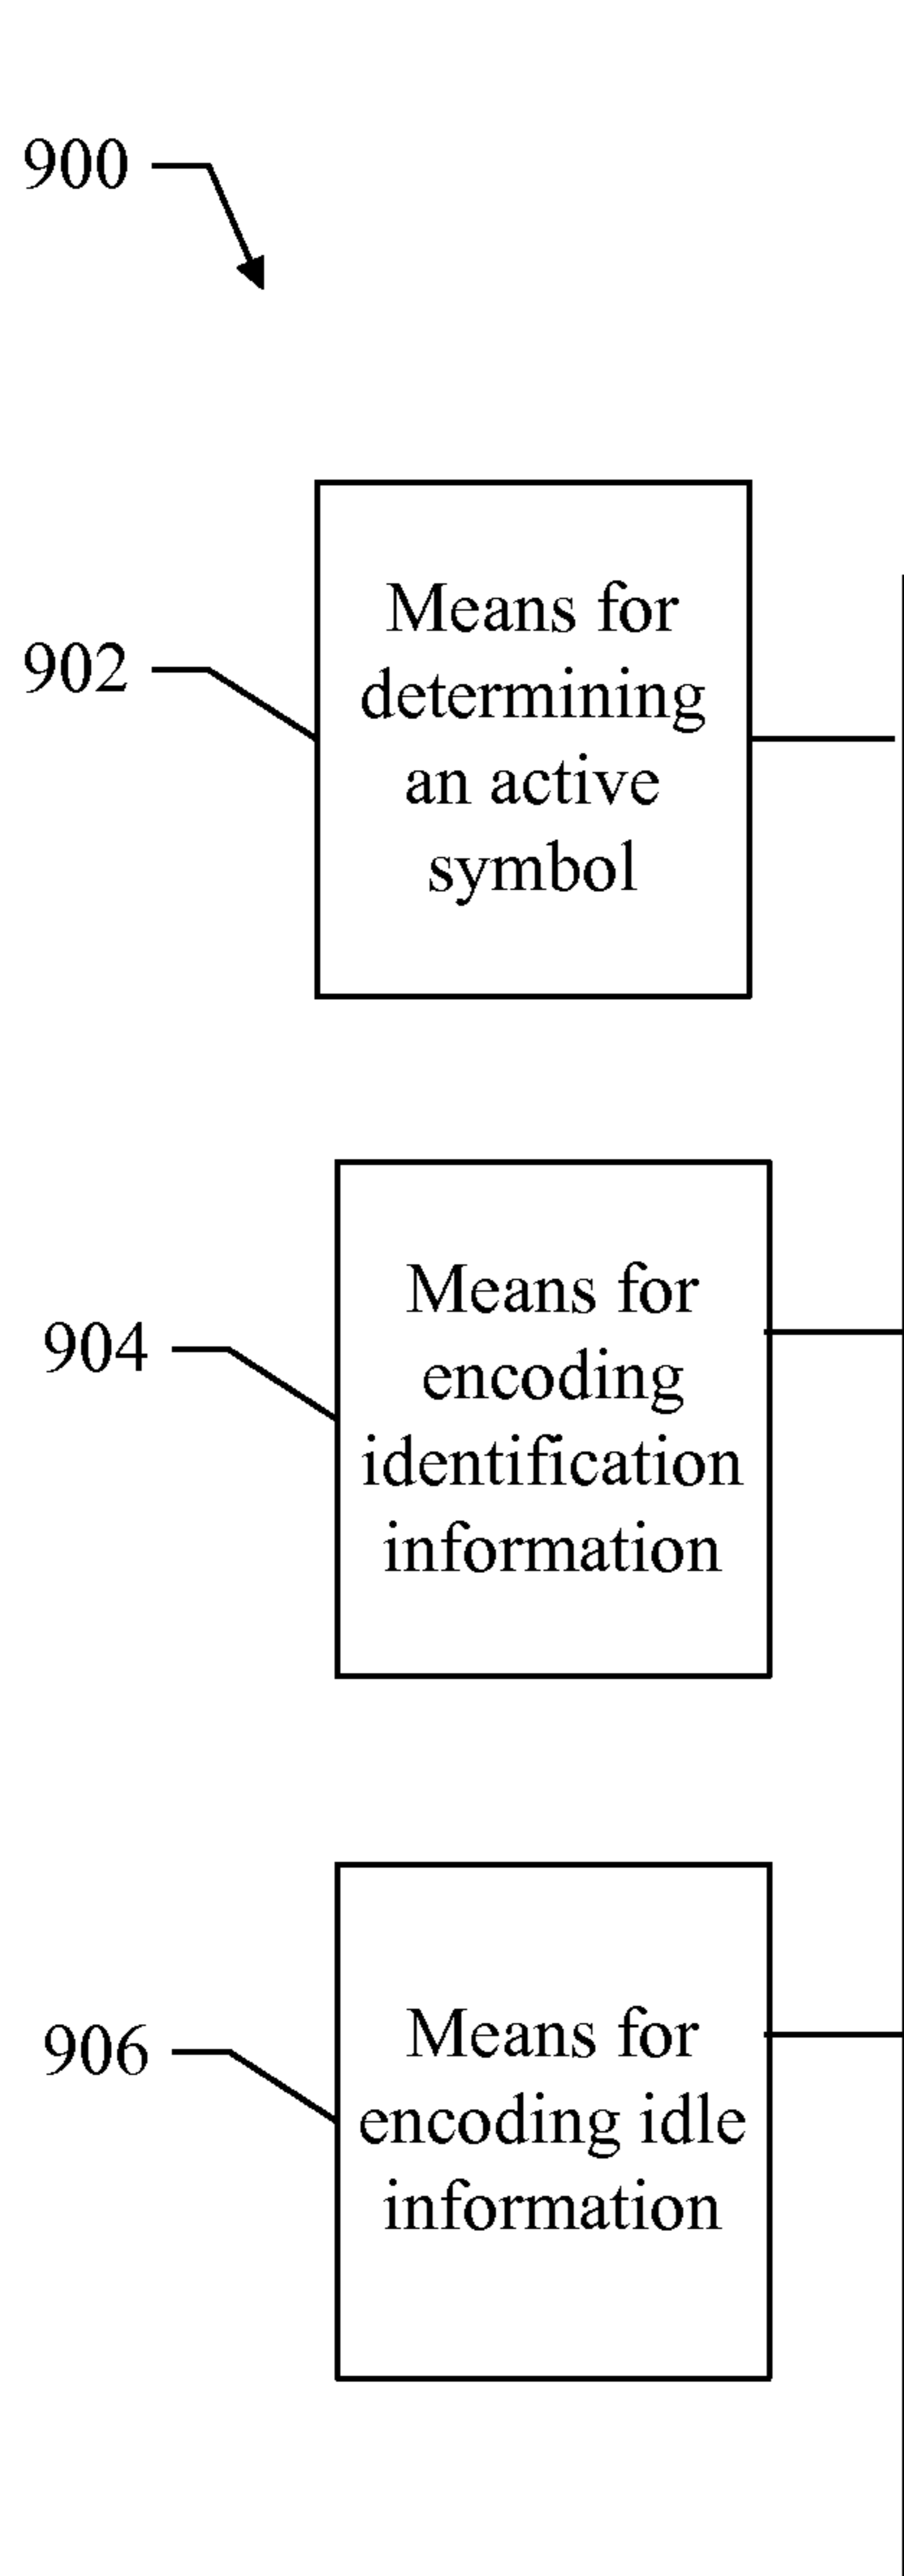 900
902
Means for
determining
an active
symbol
904
Means for
encoding
identification
information
906
Means for
encoding idle
information